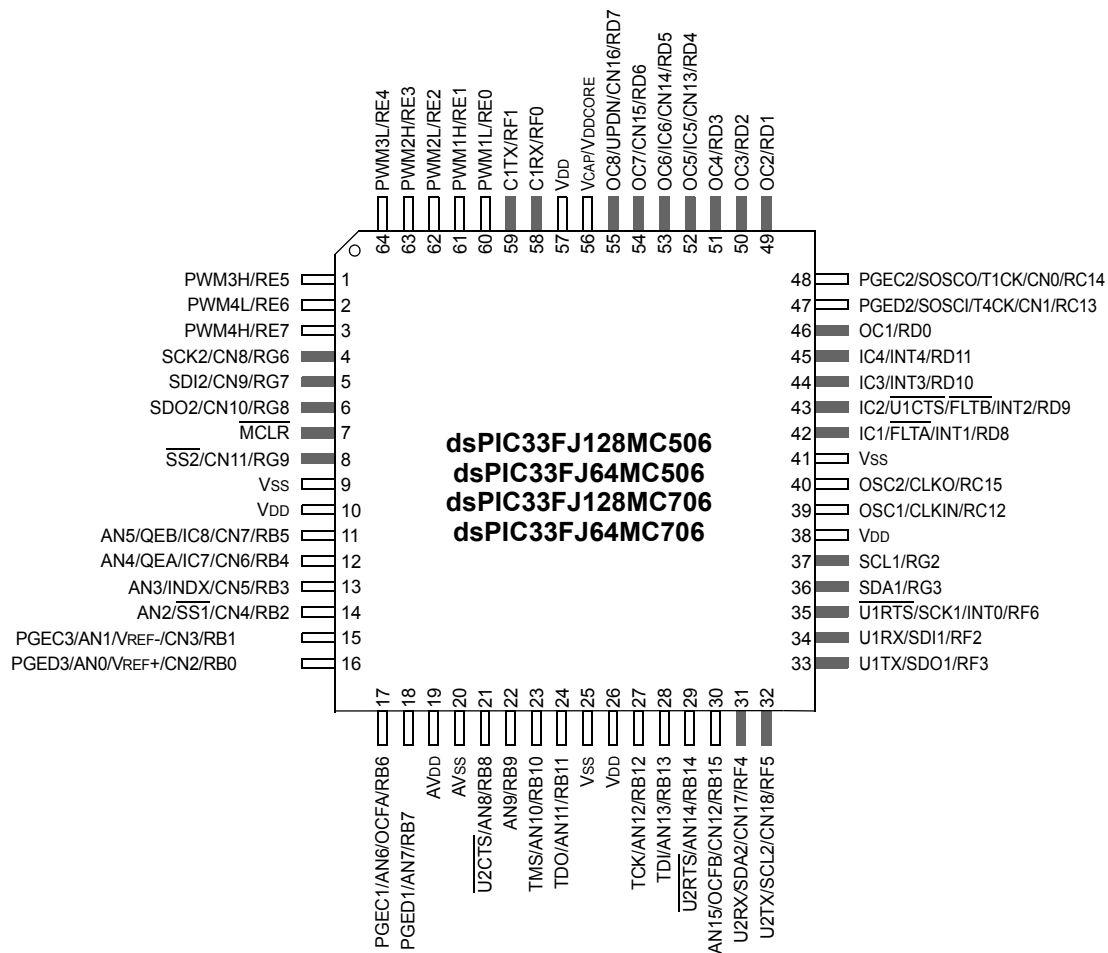 PWM3L/RE4
PWM2H/RE3
PWM2L/RE2
PWM1H/RE1
PWM1L/RE0
C1TX/RF1
C1RX/RF0
VDD
VCAP/VDDCORE
OC8/UPDN/CN16/RD7
OC7/CN15/RD6
OC6/IC6/CN14/RD5
OC5/IC5/CN13/RD4
OC4/RD3
OC3/RD2
OC2/RD1
64
63
62
61
60
59
58
57
56
55
54
53
52
51
50
49
PWM3H/RE5 1
PWM4L/RE6 2
PWM4H/RE7 3
SCK2/CN8/RG6 4
SDI2/CN9/RG7 5
SDO2/CN10/RG8 6
MCLR 7
SS2/CN11/RG9 8
VSS 9
VDD 10
AN5/QEB/IC8/CN7/RB5 11
AN4/QEA/IC7/CN6/RB4 12
AN3/INDX/CN5/RB3 13
AN2/SS1/CN4/RB2 14
PGEC3/AN1/VREF-/CN3/RB1 15
PGED3/AN0/VREF+/CN2/RB0 16
dsPIC33FJ128MC506
dsPIC33FJ64MC506
dsPIC33FJ128MC706
dsPIC33FJ64MC706
48 PGEC2/SOSCO/T1CK/CN0/RC14
47 PGED2/SOSCI/T4CK/CN1/RC13
46 OC1/RD0
45 IC4/INT4/RD11
44 IC3/INT3/RD10
43 IC2/U1CTS/FLTB/INT2/RD9
42 IC1/FLTA/INT1/RD8
41 VSS
40 OSC2/CLKO/RC15
39 OSC1/CLKIN/RC12
38 VDD
37 SCL1/RG2
36 SDA1/RG3
35 U1RTS/SCK1/INT0/RF6
34 U1RX/SDI1/RF2
33 U1TX/SDO1/RF3
17
18
19
20
21
22
23
24
25
26
27
28
29
30
31
32
PGEC1/AN6/OCFA/RB6
PGED1/AN7/RB7
AVDD
AVSS
U2CTS/AN8/RB8
AN9/RB9
TMS/AN10/RB10
TDO/AN11/RB11
VSS
VDD
TCK/AN12/RB12
TDI/AN13/RB13
U2RTS/AN14/RB14
AN15/OCFB/CN12/RB15
U2RX/SDA2/CN17/RF4
U2TX/SCL2/CN18/RF5